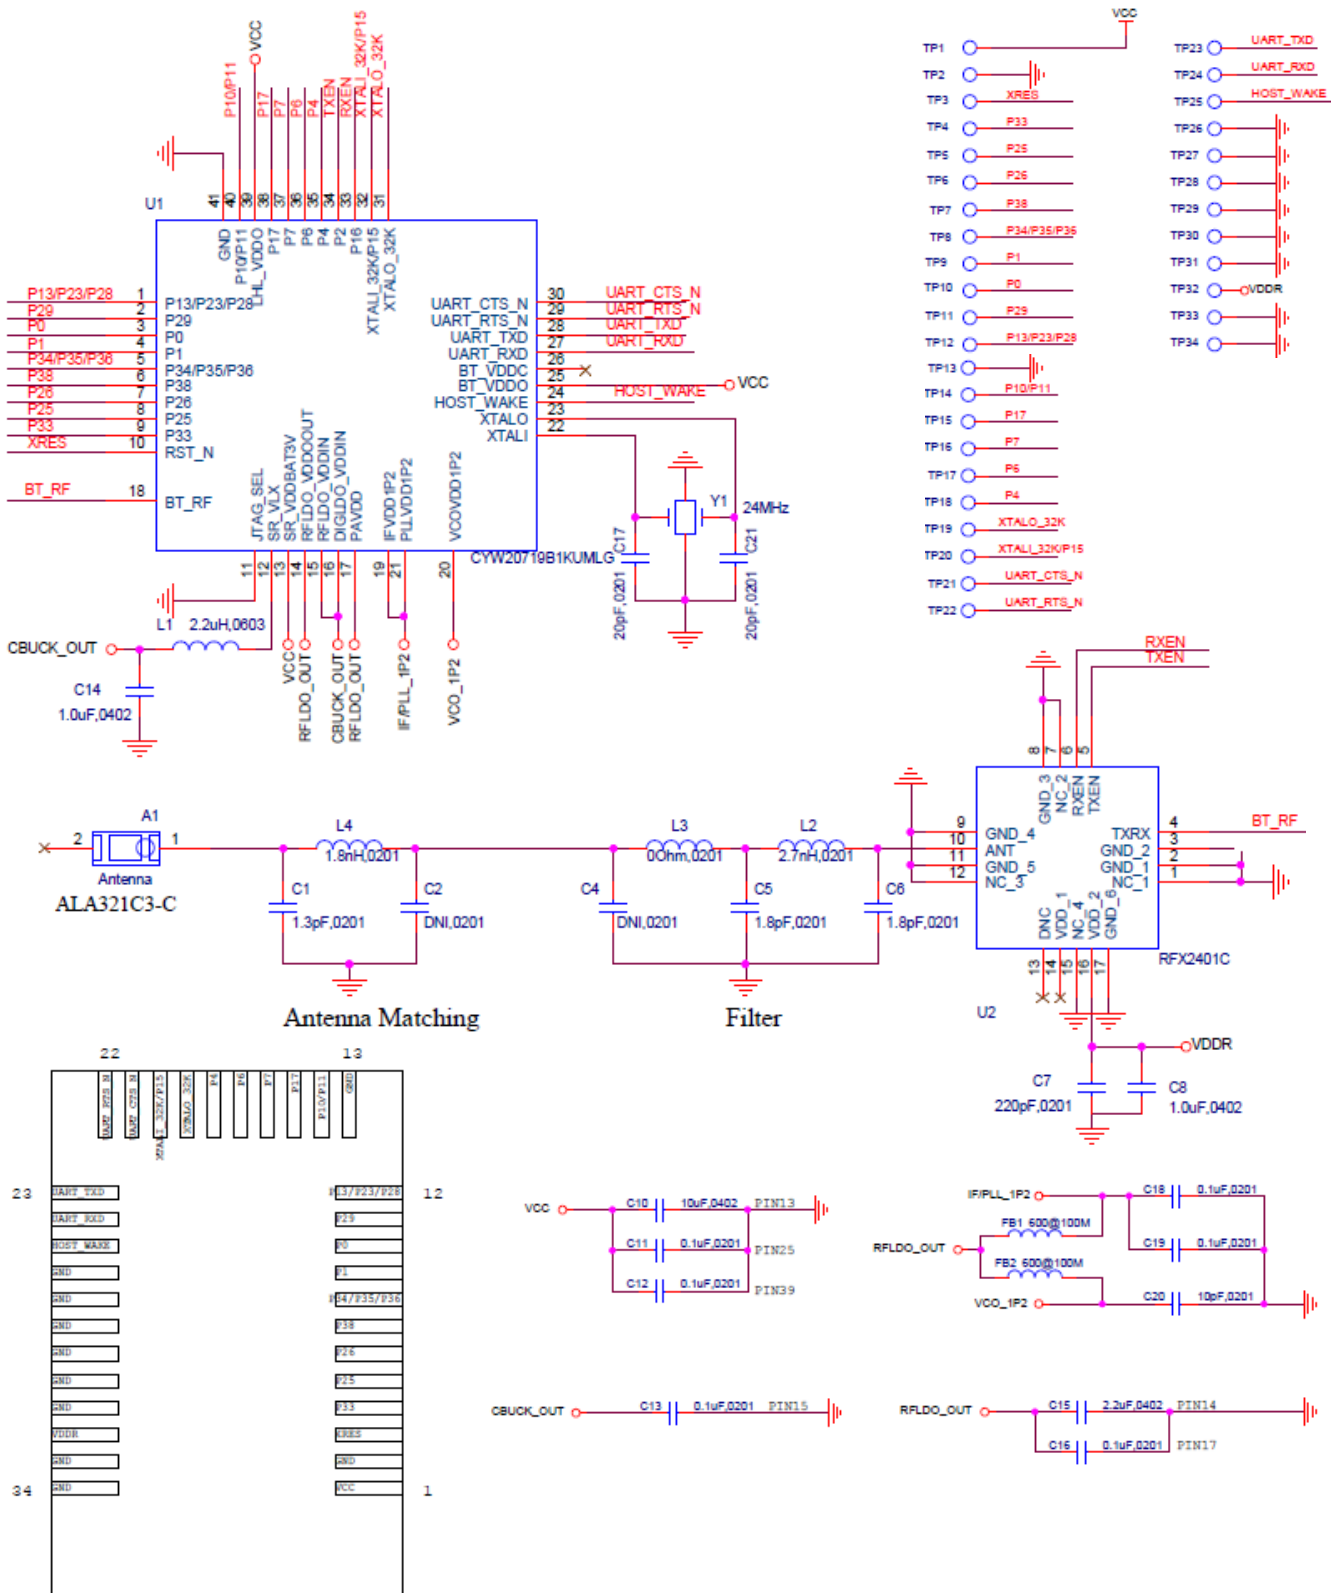 VCC
TP1
TP2
TP3 XRES
TP4 P33
TP5 P25
TP6 P26
TP7 P38
TP8 P34/P35/P36
TP9 P1
TP10 P0
TP11 P29
TP12 P13/P23/P28
TP13
TP14 P10/P11
TP15 P17
TP16 P7
TP17 P6
TP18 P4
TP19 XTALO_32K
TP20 XTALI_32K/P15
TP21 UART_CTS_N
TP22 UART_RTS_N
TP23 UART_TXD
TP24 UART_RXD
TP25 HOST_WAKE
TP26
TP27
TP28
TP29
TP30
TP31
TP32 VDDR
TP33
TP34
P10/P11
VCC
P17
P7
P6
P4
TXEN
RXEN
XTALI_32K/P15
XTALO_32K
U1
41 40 39 38 37 36 35 34 33 32 31
GND
P10/P11
LHL_VDDO
P17
P7
P6
P4
P2
P16
XTALI_32K/P15
XTALO_32K
P13/P23/P28 1 P13/P23/P28
P29 2 P29
P0 3 P0
P1 4 P1
P34/P35/P36 5 P34/P35/P36
P38 6 P38
P26 7 P26
P25 8 P25
P33 9 P33
XRES 10 RST_N
BT_RF 18 BT_RF
UART_CTS_N 30 UART_CTS_N
UART_RTS_N 29 UART_RTS_N
UART_TXD 28 UART_TXD
UART_RXD 27 UART_RXD
BT_VDDC 26
BT_VDDO 25 VCC
HOST_WAKE 24 HOST_WAKE
XTALO 23
XTALI 22
JTAG_SEL
SR_VLX
SR_VDDBAT3V
RFLDO_VDDOOUT
RFLDO_VDDIN
DIGLDO_VDDIN
PAVDD
IFVDD1P2
PLLVDD1P2
VCOVDD1P2
CYW20719B1KUMLG
11 12 13 14 15 16 17 19 21 20
Y1
24MHz
C17
20pF,0201
C21
20pF,0201
L1 2.2uH,0603
CBUCK_OUT
C14
1.0uF,0402
VCC
RFLDO_OUT
CBUCK_OUT
RFLDO_OUT
IF/PLL_1P2
VCO_1P2
RXEN
TXEN
8 7 6 5
GND_3
NC_2
RXEN
TXEN
9 GND_4
10 ANT
11 GND_5
12 NC_3
TXRX 4 BT_RF
GND_2 3
GND_1 2
NC_1 1
DNC
VDD_1
NC_4
VDD_2
GND_6
13 14 15 16 17
RFX2401C
U2
A1
2 1
Antenna
ALA321C3-C
L4
1.8nH,0201
C1
1.3pF,0201
C2
DNI,0201
L3
0Ohm,0201
L2
2.7nH,0201
C4
DNI,0201
C5
1.8pF,0201
C6
1.8pF,0201
Antenna Matching
Filter
VDDR
C7
220pF,0201
C8
1.0uF,0402
22 13
UART_RTS_N
UART_CTS_N
XTALI_32K/P15
XTALO_32K
P4
P6
P7
P17
P10/P11
GND
23 UART_TXD
UART_RXD
HOST_WAKE
GND
GND
GND
GND
GND
GND
VDDR
GND
34 GND
P13/P23/P28 12
P29
P0
P1
P34/P35/P36
P38
P26
P25
P33
XRES
GND
VCC 1
VCC
C10 10uF,0402 PIN13
C11 0.1uF,0201 PIN25
C12 0.1uF,0201 PIN39
IF/PLL_1P2
C18 0.1uF,0201
FB1 600@100M
RFLDO_OUT
C19 0.1uF,0201
FB2 600@100M
VCO_1P2
C20 10pF,0201
CBUCK_OUT
C13 0.1uF,0201 PIN15
RFLDO_OUT
C15 2.2uF,0402 PIN14
C16 0.1uF,0201 PIN17